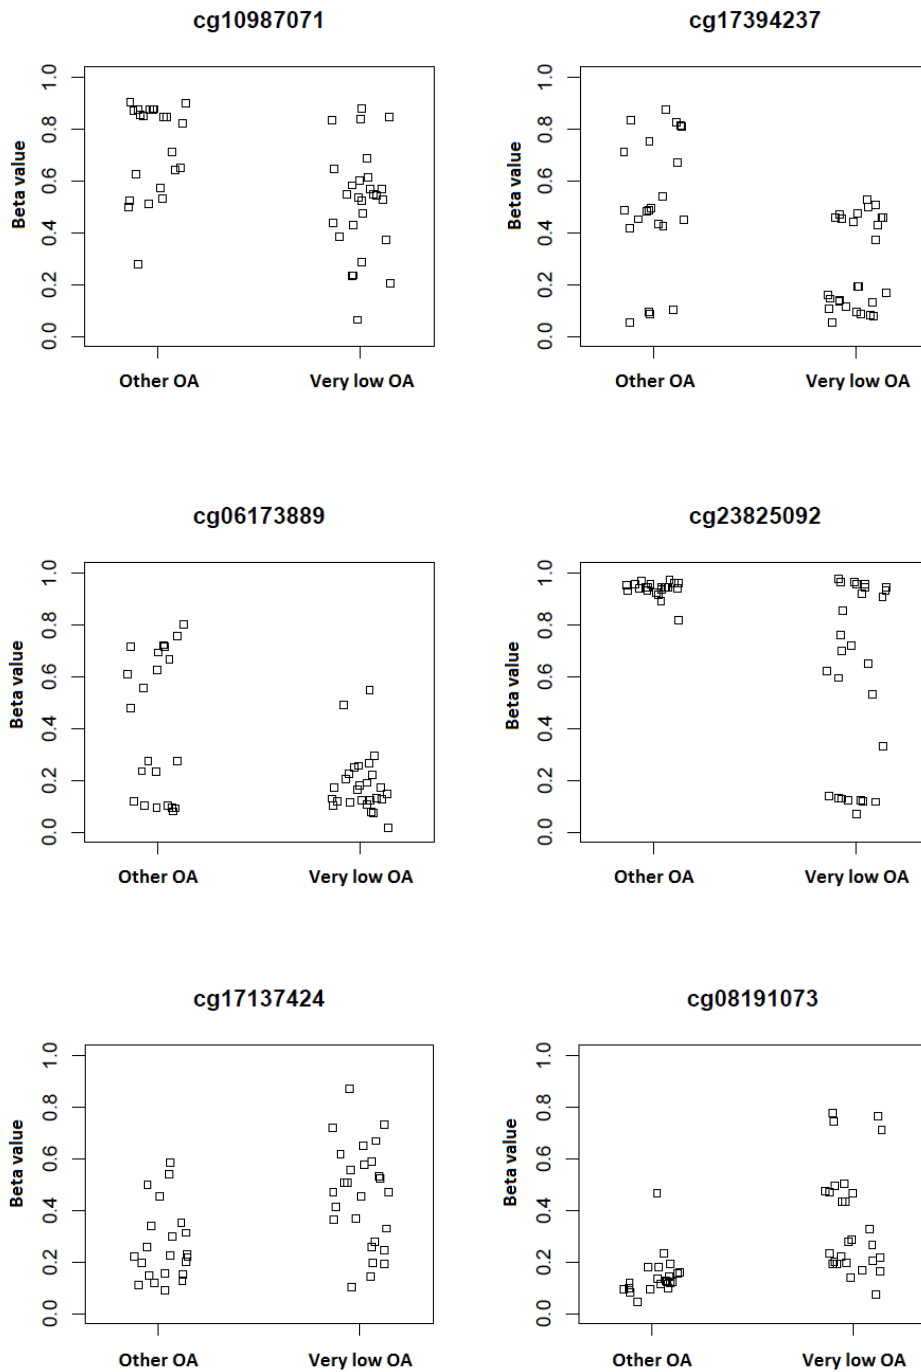 cg10987071
cg17394237
Beta value
1.0
0.8
0.6
0.4
0.2
0.0
Other OA
Very low OA
Beta value
1.0
0.8
0.6
0.4
0.2
0.0
Other OA
Very low OA
cg06173889
cg23825092
Beta value
1.0
0.8
0.6
0.4
0.2
0.0
Other OA
Very low OA
Beta value
1.0
0.8
0.6
0.4
0.2
0.0
Other OA
Very low OA
cg17137424
cg08191073
Beta value
1.0
0.8
0.6
0.4
0.2
0.0
Other OA
Very low OA
Beta value
1.0
0.8
0.6
0.4
0.2
0.0
Other OA
Very low OA